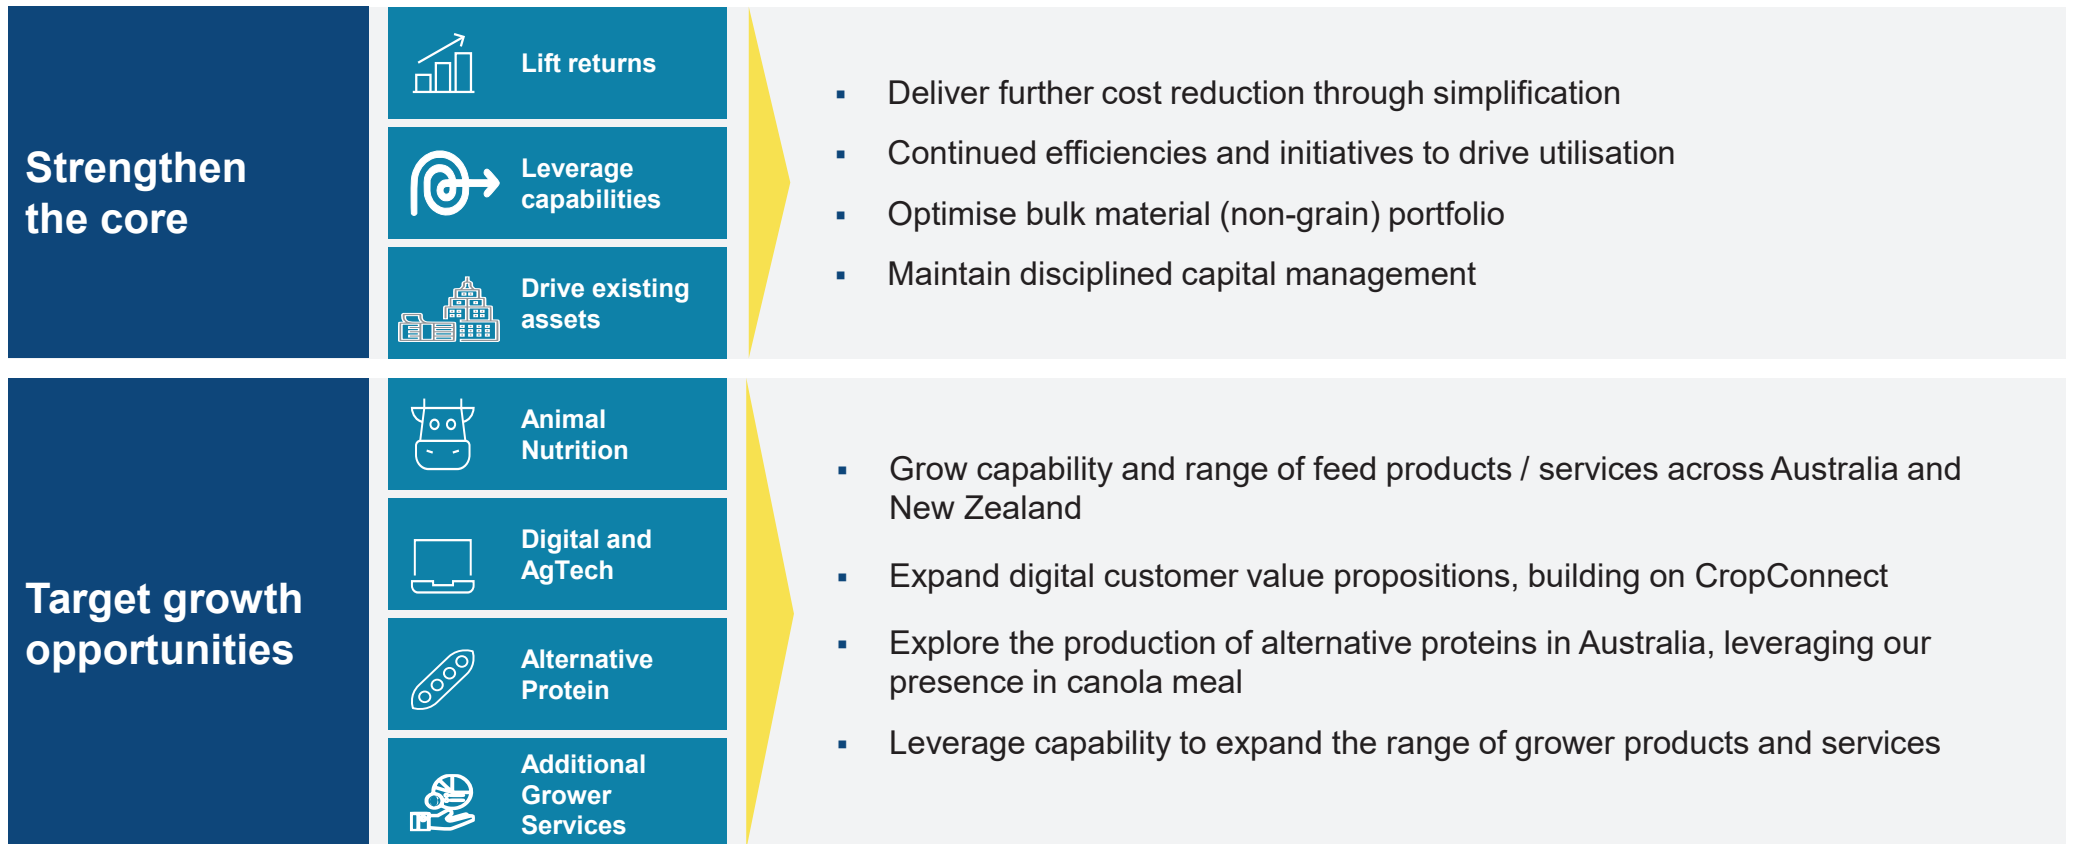 Strengthen
the core
Lift returns
Leverage
capabilities
Drive existing
assets
▪ Deliver further cost reduction through simplification
▪ Continued efficiencies and initiatives to drive utilisation
▪ Optimise bulk material (non-grain) portfolio
▪ Maintain disciplined capital management
Target growth
opportunities
Animal
Nutrition
Digital and
AgTech
Alternative
Protein
Additional
Grower
Services
▪ Grow capability and range of feed products / services across Australia and
New Zealand
▪ Expand digital customer value propositions, building on CropConnect
▪ Explore the production of alternative proteins in Australia, leveraging our
presence in canola meal
▪ Leverage capability to expand the range of grower products and services